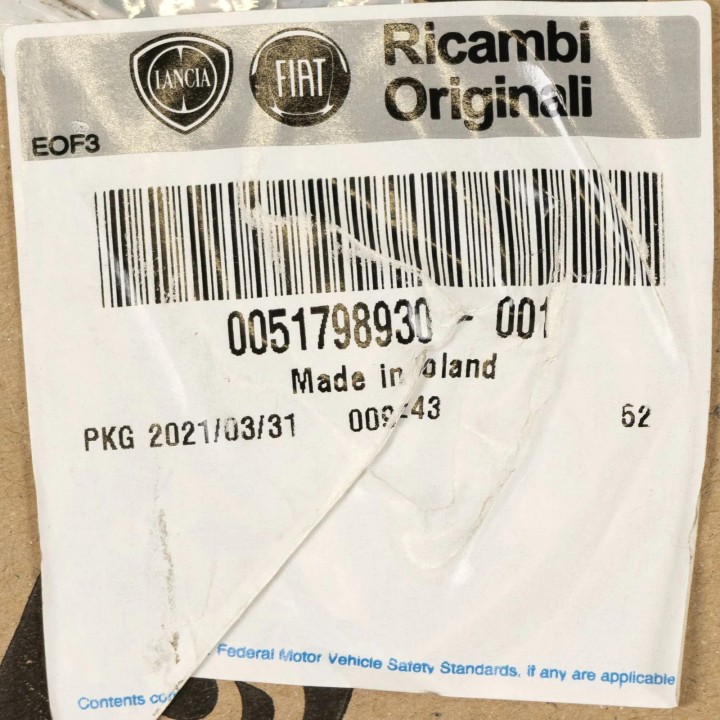 LANCIA FIAT Ricambi
Originali
EOF3
0051798930 - 001
Made in oland
PKG 2021/03/31 52
Federal Motor Vehicle Safety Standards, if any are applicable
Contents